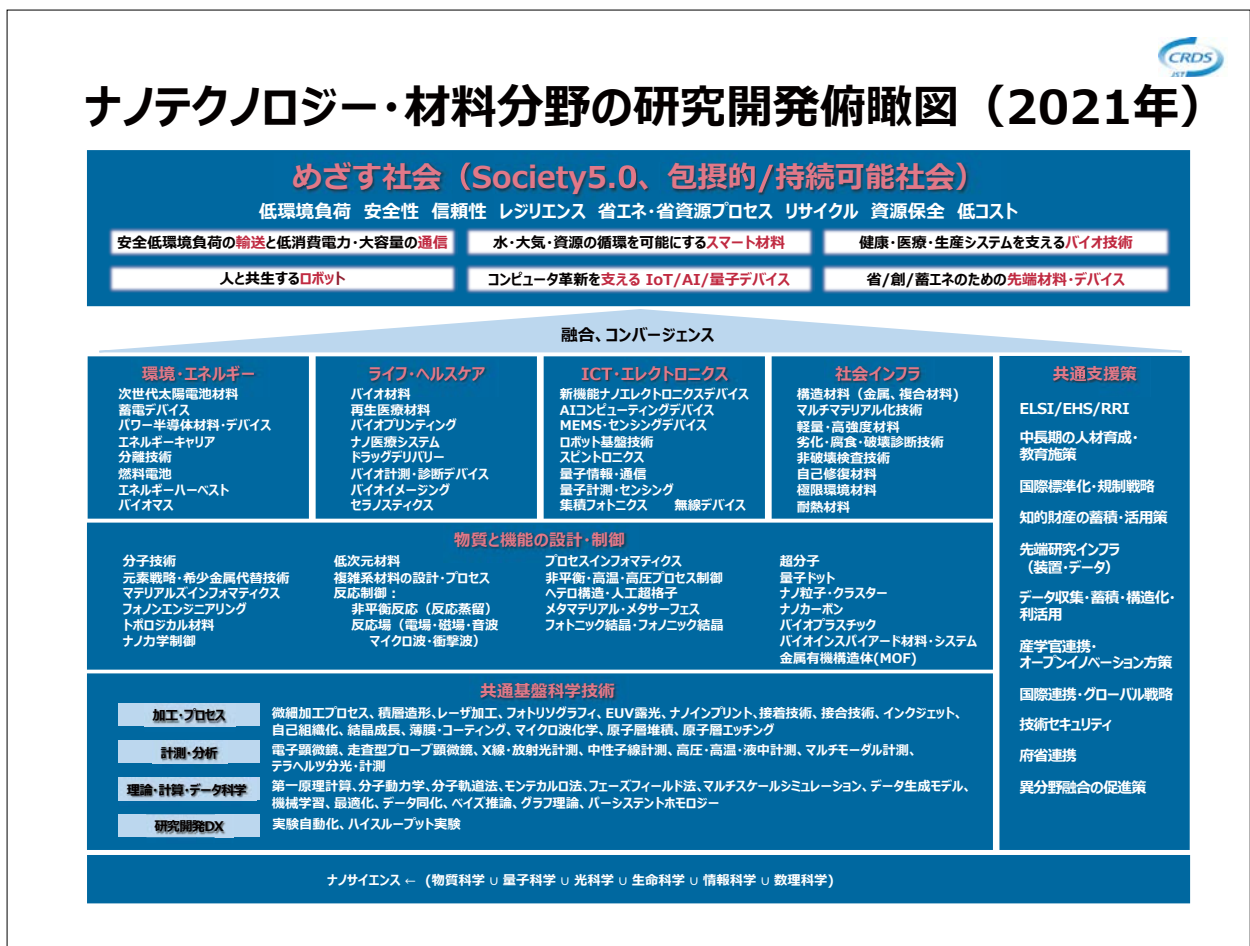 CRDS
JST
ナノテクノロジー・材料分野の研究開発俯瞰図（2021年）
めざす社会（Society5.0、包摂的/持続可能社会）
低環境負荷 安全性 信頼性 レジリエンス 省エネ・省資源プロセス リサイクル 資源保全 低コスト
安全低環境負荷の輸送と低消費電力・大容量の通信
水・大気・資源の循環を可能にするスマート材料
健康・医療・生産システムを支えるバイオ技術
人と共生するロボット
コンピュータ革新を支える IoT/AI/量子デバイス
省/創/蓄エネのための先端材料・デバイス
融合、コンバージェンス
環境・エネルギー
次世代太陽電池材料
蓄電デバイス
パワー半導体材料・デバイス
エネルギーキャリア
分離技術
燃料電池
エネルギーハーベスト
バイオマス
ライフ・ヘルスケア
バイオ材料
再生医療材料
バイオプリンティング
ナノ医療システム
ドラッグデリバリー
バイオ計測・診断デバイス
バイオイメージング
セラノスティクス
ICT・エレクトロニクス
新機能ナノエレクトロニクスデバイス
AIコンピューティングデバイス
MEMS・センシングデバイス
ロボット基盤技術
スピントロニクス
量子情報・通信
量子計測・センシング
集積フォトニクス 無線デバイス
社会インフラ
構造材料（金属、複合材料)
マルチマテリアル化技術
軽量・高強度材料
劣化・腐食・破壊診断技術
非破壊検査技術
自己修復材料
極限環境材料
耐熱材料
共通支援策
ELSI/EHS/RRI
中長期の人材育成・
教育施策
国際標準化・規制戦略
知的財産の蓄積・活用策
先端研究インフラ
（装置・データ）
データ収集・蓄積・構造化・
利活用
産学官連携・
オープンイノベーション方策
国際連携・グローバル戦略
技術セキュリティ
府省連携
異分野融合の促進策
物質と機能の設計・制御
分子技術
元素戦略・希少金属代替技術
マテリアルズインフォマティクス
フォノンエンジニアリング
トポロジカル材料
ナノ力学制御
低次元材料
複雑系材料の設計・プロセス
反応制御：
非平衡反応（反応蒸留）
反応場（電場・磁場・音波
マイクロ波・衝撃波）
プロセスインフォマティクス
非平衡・高温・高圧プロセス制御
ヘテロ構造・人工超格子
メタマテリアル・メタサーフェス
フォトニック結晶・フォノニック結晶
超分子
量子ドット
ナノ粒子・クラスター
ナノカーボン
バイオプラスチック
バイオインスパイアード材料・システム
金属有機構造体(MOF)
共通基盤科学技術
加工・プロセス
微細加工プロセス、積層造形、レーザ加工、フォトリソグラフィ、EUV露光、ナノインプリント、接着技術、接合技術、インクジェット、
自己組織化、結晶成長、薄膜・コーティング、マイクロ波化学、原子層堆積、原子層エッチング
計測・分析
電子顕微鏡、走査型プローブ顕微鏡、X線・放射光計測、中性子線計測、高圧・高温・液中計測、マルチモーダル計測、
テラヘルツ分光・計測
理論・計算・データ科学
第一原理計算、分子動力学、分子軌道法、モンテカルロ法、フェーズフィールド法、マルチスケールシミュレーション、データ生成モデル、
機械学習、最適化、データ同化、ベイズ推論、グラフ理論、パーシステントホモロジー
研究開発DX
実験自動化、ハイスループット実験
ナノサイエンス ← (物質科学 ∪ 量子科学 ∪ 光科学 ∪ 生命科学 ∪ 情報科学 ∪ 数理科学)